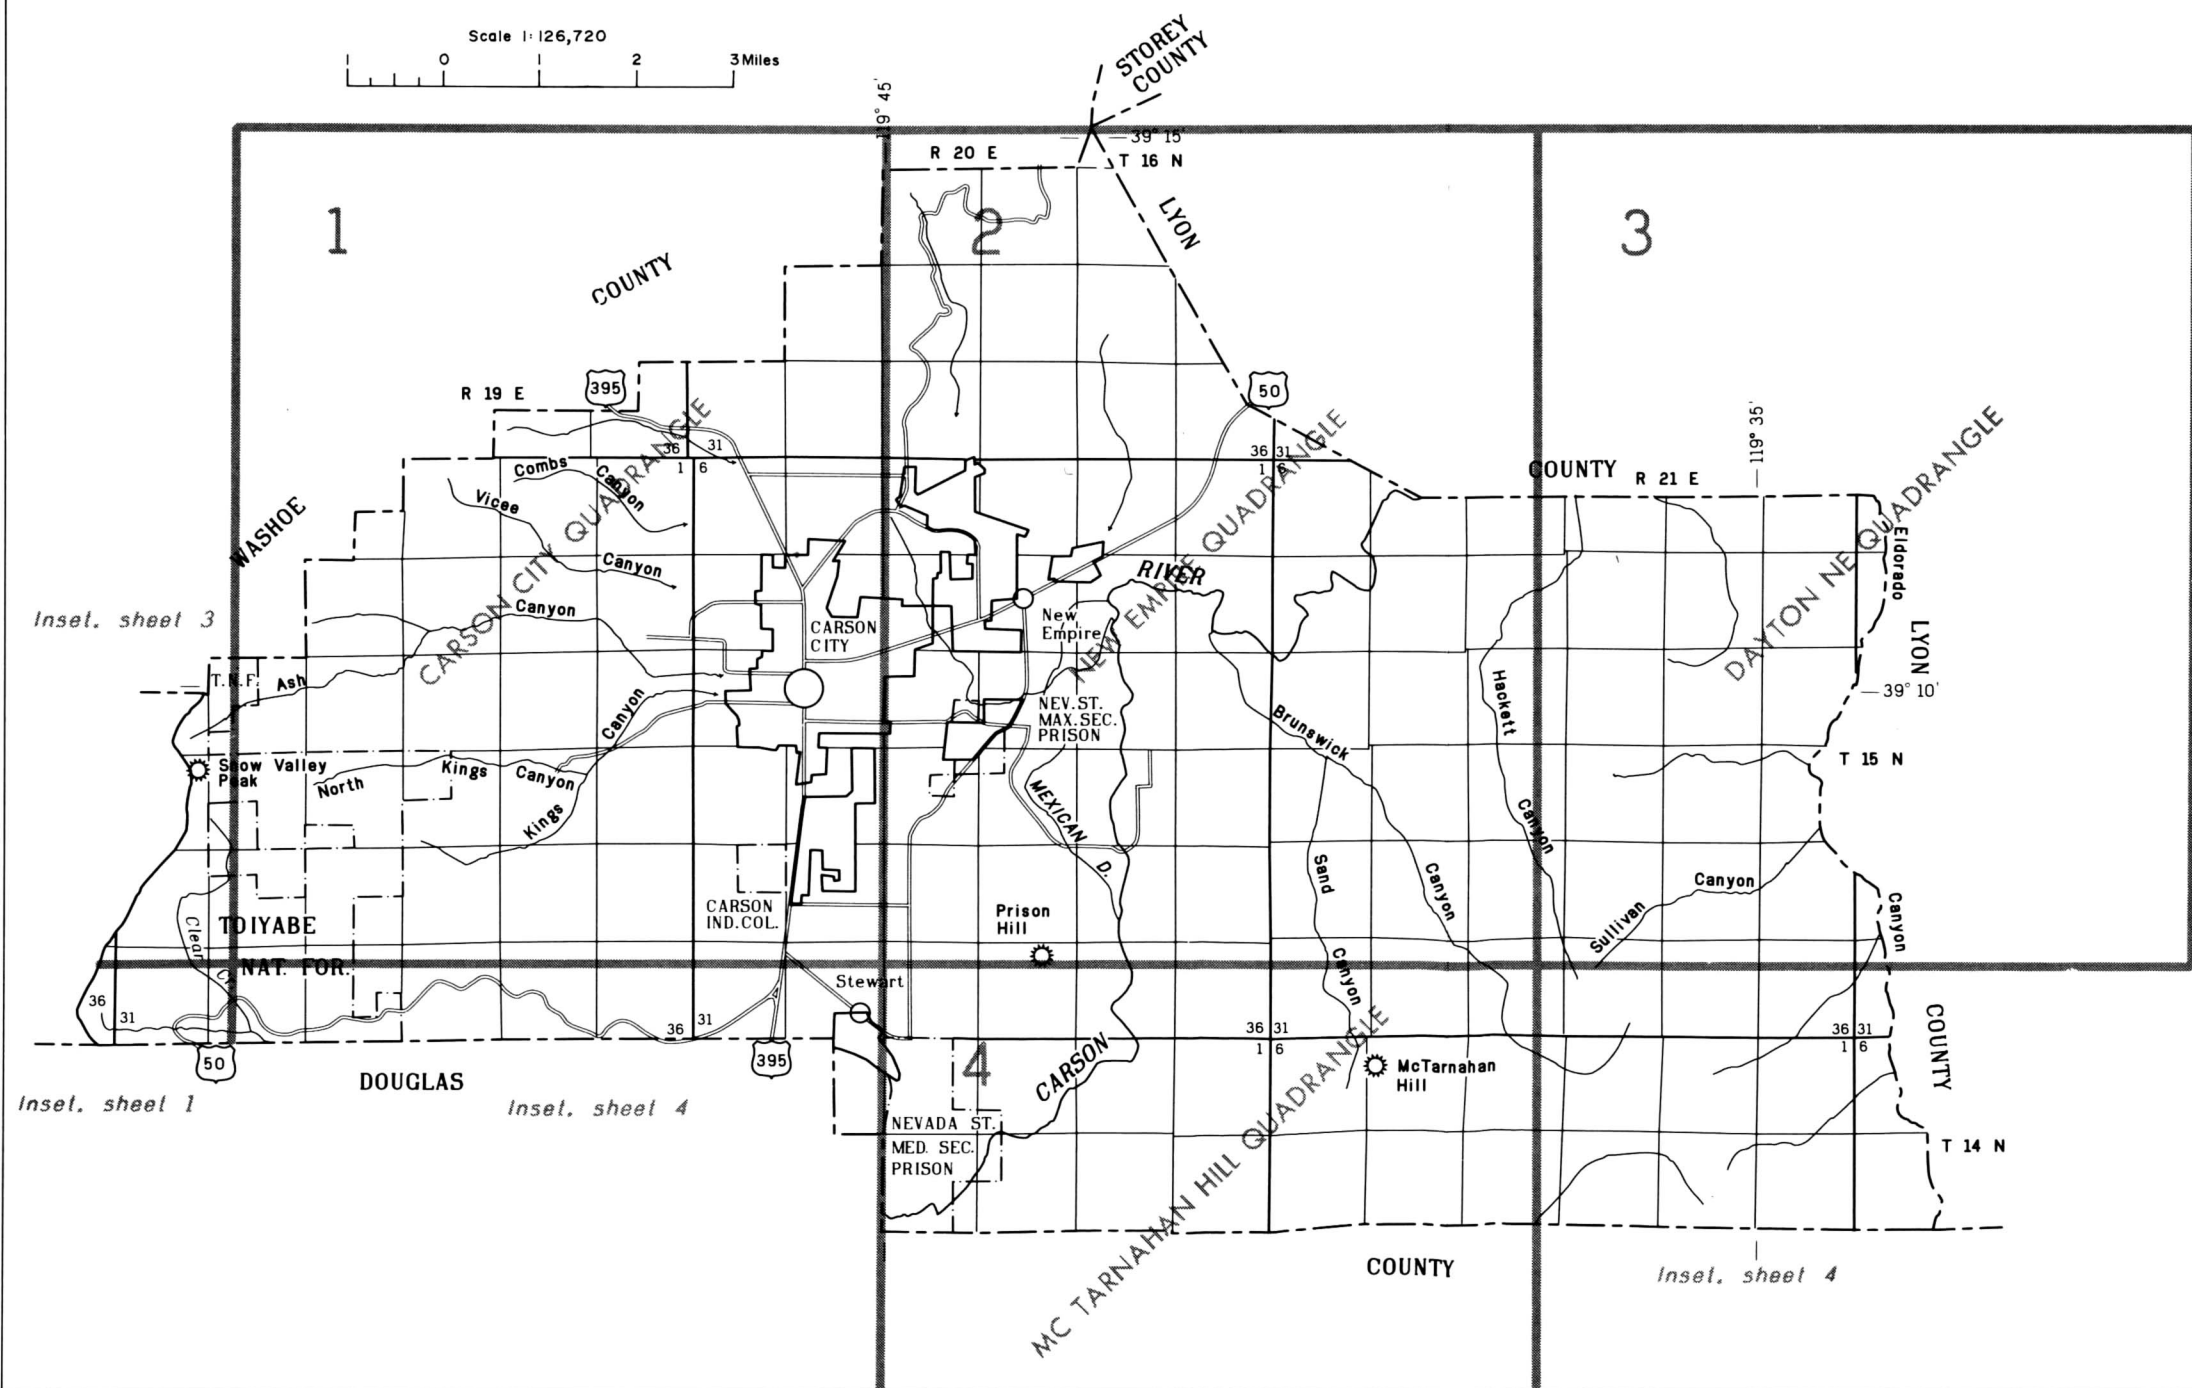 Scale 1:126,720
1 0 1 2 3 Miles
STOREY
COUNTY
119° 45'
39° 15'
R 20 E
T 16 N
1
2
3
LYON
COUNTY
395
R 19 E
50
36 31
1 6
36 31
1 6
119° 35'
COUNTY
R 21 E
Combs
Canyon
Vicee
Canyon
WASHOE
CARSON CITY QUADRANGLE
NEW EMPIRE QUADRANGLE
DAYTON NE QUADRANGLE
Eldorado
RIVER
Inset, sheet 3
Canyon
Ash
T.N.F.
CARSON
CITY
New
Empire
LYON
39° 10'
Canyon
NEV. ST.
MAX. SEC.
PRISON
Hackett
Brunswick
T 15 N
Snow Valley
Peak
North
Kings
Canyon
Kings
MEXICAN
D.
Canyon
Sand
Canyon
Canyon
Sullivan
Canyon
Canyon
CARSON
IND. COL.
Prison
Hill
Clear
TOIYABE
NAT. FOR.
Stewart
36
31
36 31
36 31
1 6
36 31
1 6
Canyon
50
395
4
CARSON
McTarnahan
Hill
COUNTY
DOUGLAS
Inset, sheet 1
Inset, sheet 4
NEVADA ST.
MED. SEC.
PRISON
T 14 N
MC TARNAHAN HILL QUADRANGLE
COUNTY
Inset, sheet 4